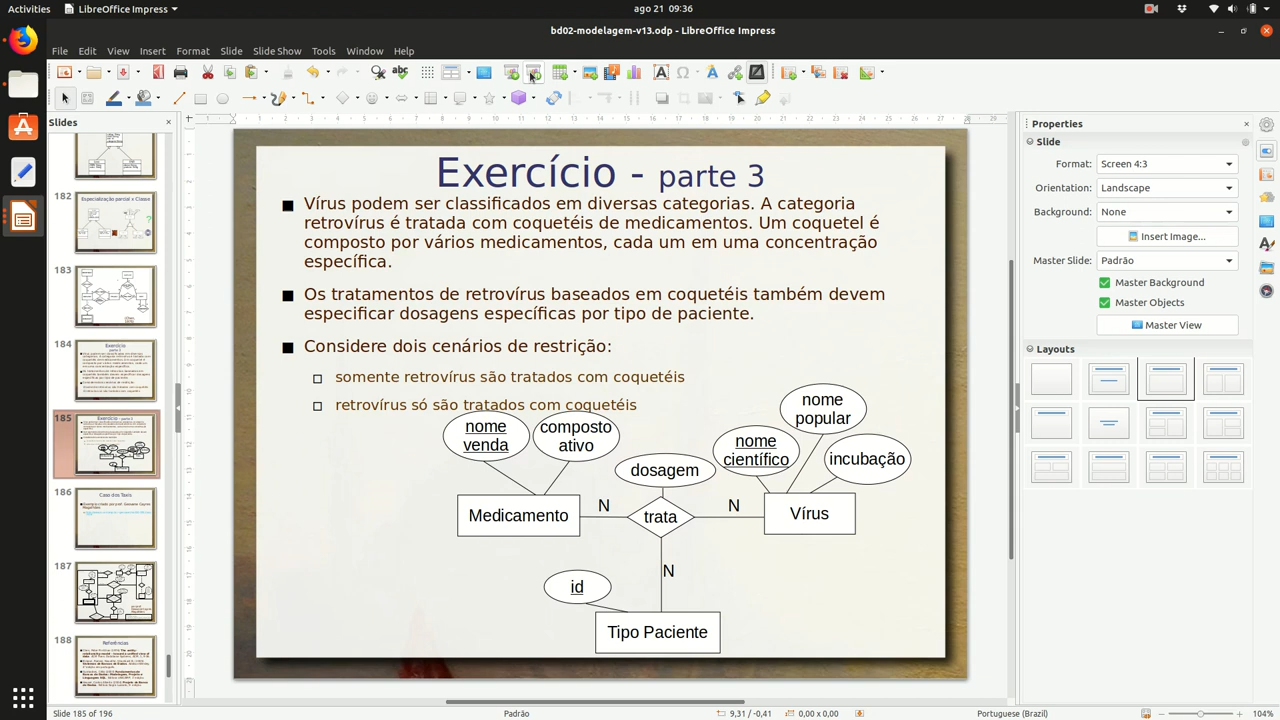 Activities
LibreOffice Impress
ago 21 09:36
bd02-modelagem-v13.odp - LibreOffice Impress
File Edit View Insert Format Slide Slide Show Tools Window Help
Slides
182
Especialização parcial x Classe
183
184
Exercício
185
Exercício - parte 3
186
Caso dos Taxis
187
188
Referências
Exercício - parte 3
Vírus podem ser classificados em diversas categorias. A categoria
retrovírus é tratada com coquetéis de medicamentos. Um coquetel é
composto por vários medicamentos, cada um em uma concentração
específica.
Os tratamentos de retrovírus baseados em coquetéis também devem
especificar dosagens específicas por tipo de paciente.
Considere dois cenários de restrição:
somente retrovírus são tratados com coquetéis
retrovírus só são tratados com coquetéis
nome
venda
composto
ativo
dosagem
nome
científico
nome
popular
incubação
Medicamento
N
trata
N
Vírus
N
id
Tipo Paciente
Properties
Slide
Format: Screen 4:3
Orientation: Landscape
Background: None
Insert Image...
Master Slide: Padrão
Master Background
Master Objects
Master View
Layouts
Slide 185 of 196
Padrão
9,31 / -0,41
0,00 x 0,00
Portuguese (Brazil)
104%